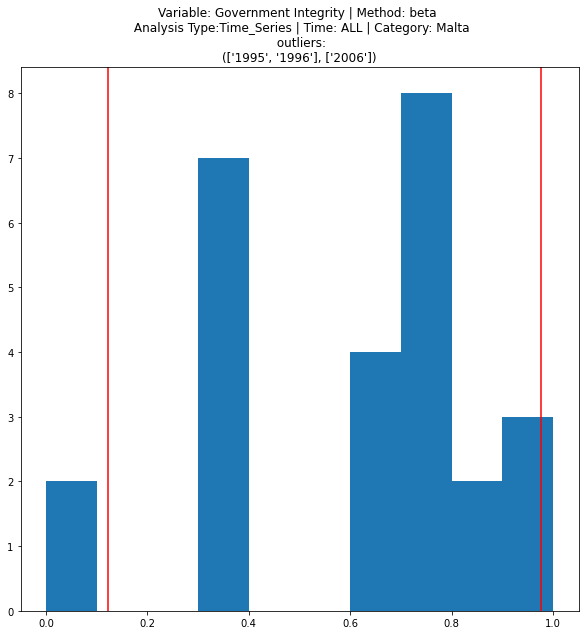 Variable: Government Integrity | Method: beta
Analysis Type:Time_Series | Time: ALL | Category: Malta
outliers:
(['1995', '1996'], ['2006'])
8
7
6
5
4
3
2
1
0
0.0 0.2 0.4 0.6 0.8 1.0